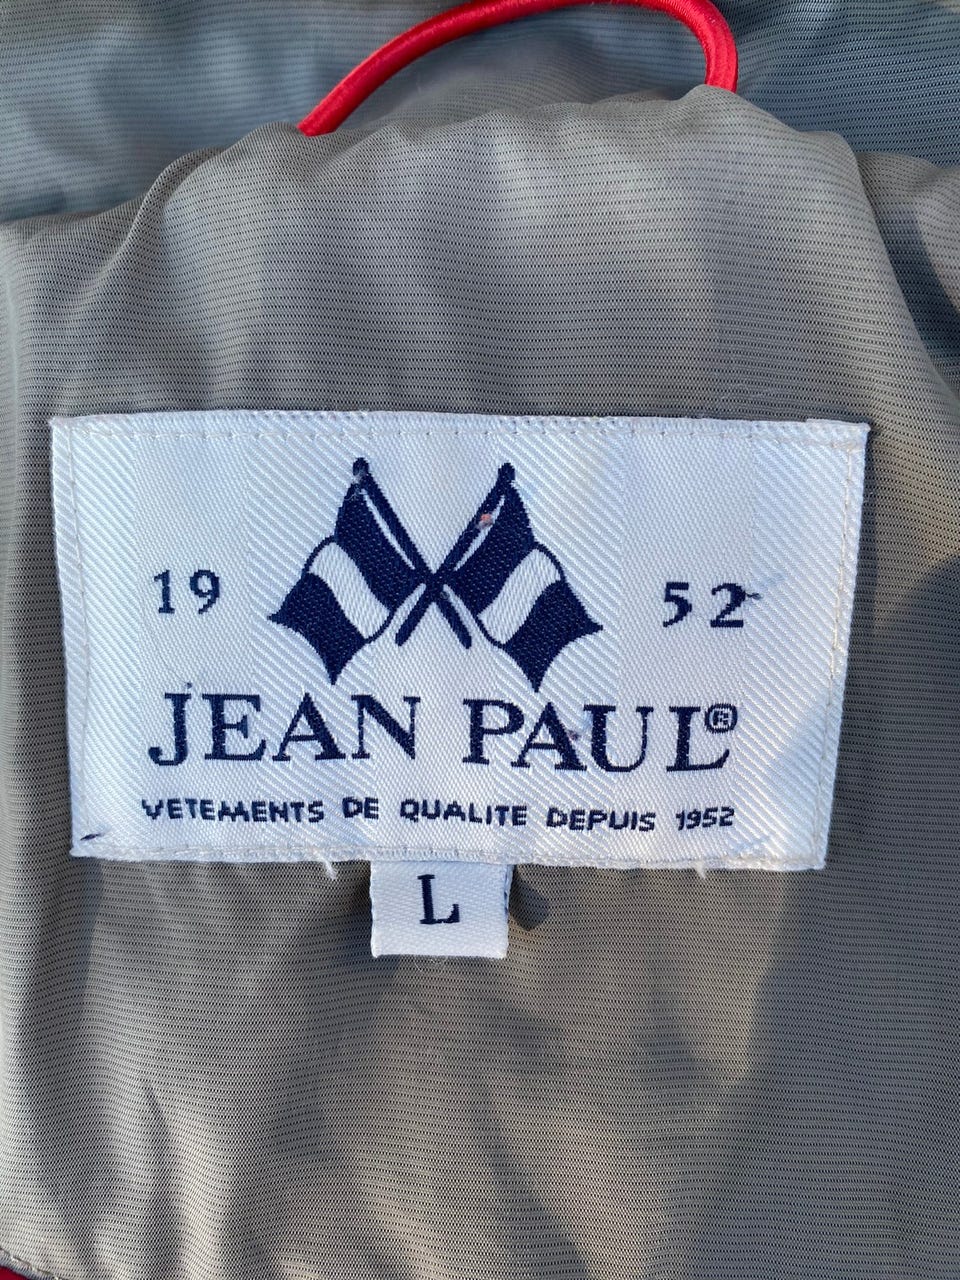 19 52
JEAN PAUL®
VETEMENTS DE QUALITE DEPUIS 1952
L